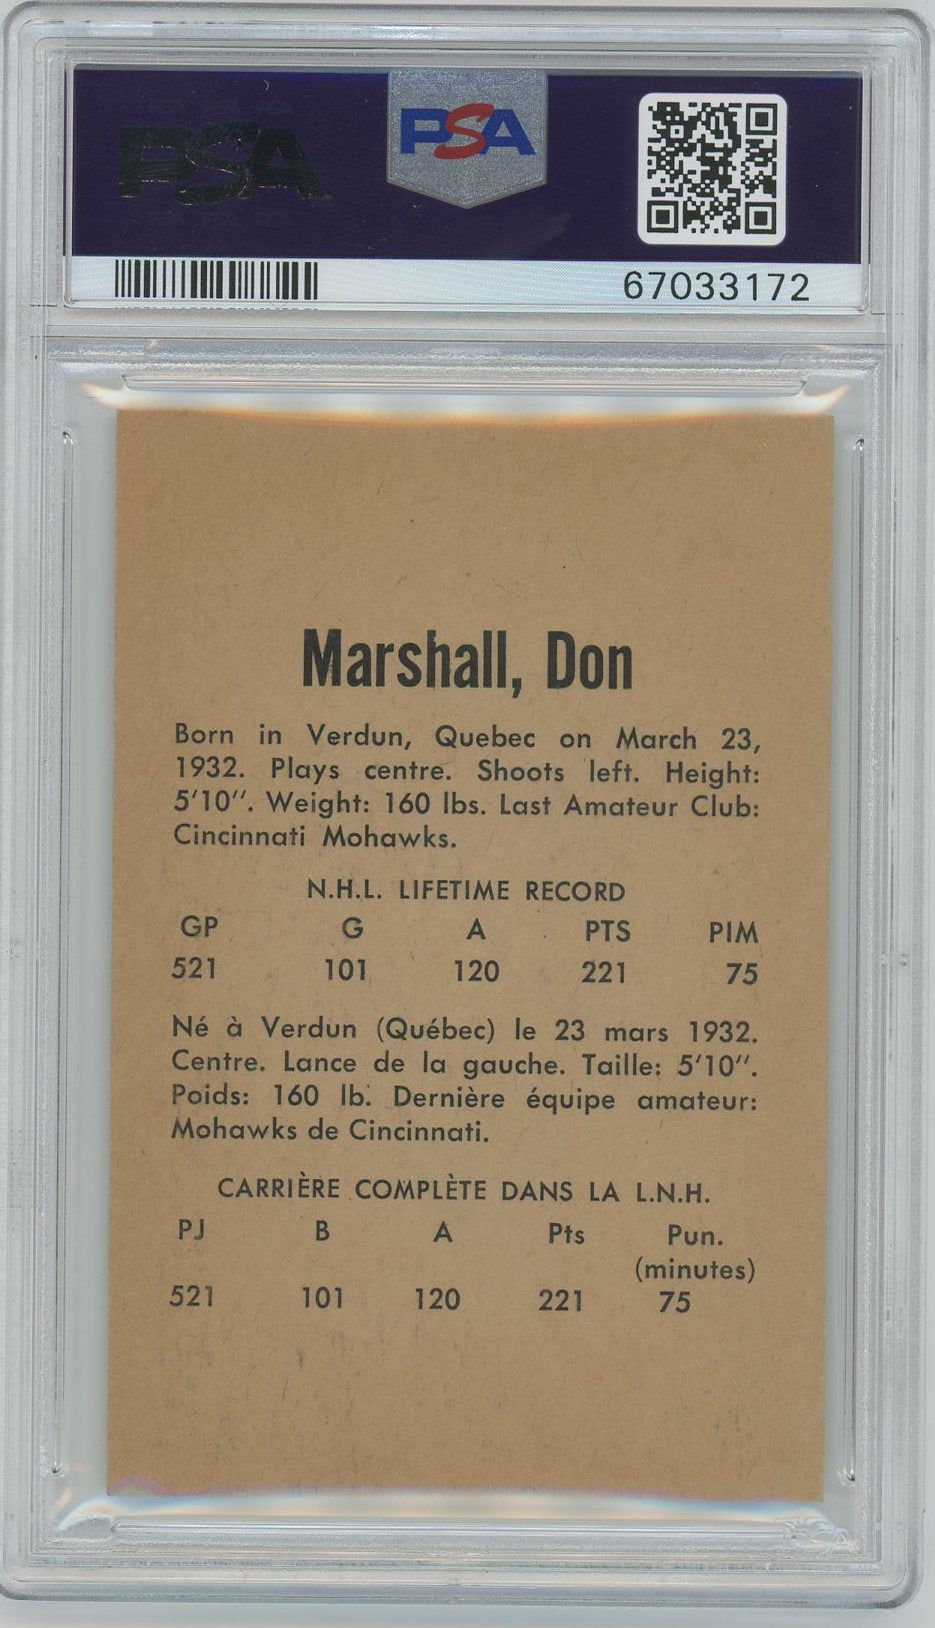 PSA
PSA
67033172
Marshall, Don
Born in Verdun, Quebec on March 23,
1932. Plays centre. Shoots left. Height:
5'10". Weight: 160 lbs. Last Amateur Club:
Cincinnati Mohawks.
N.H.L. LIFETIME RECORD
GP G A PTS PIM
521 101 120 221 75
Né à Verdun (Québec) le 23 mars 1932.
Centre. Lance de la gauche. Taille: 5'10".
Poids: 160 lb. Dernière équipe amateur:
Mohawks de Cincinnati.
CARRIÈRE COMPLÈTE DANS LA L.N.H.
PJ B A Pts Pun.
(minutes)
521 101 120 221 75